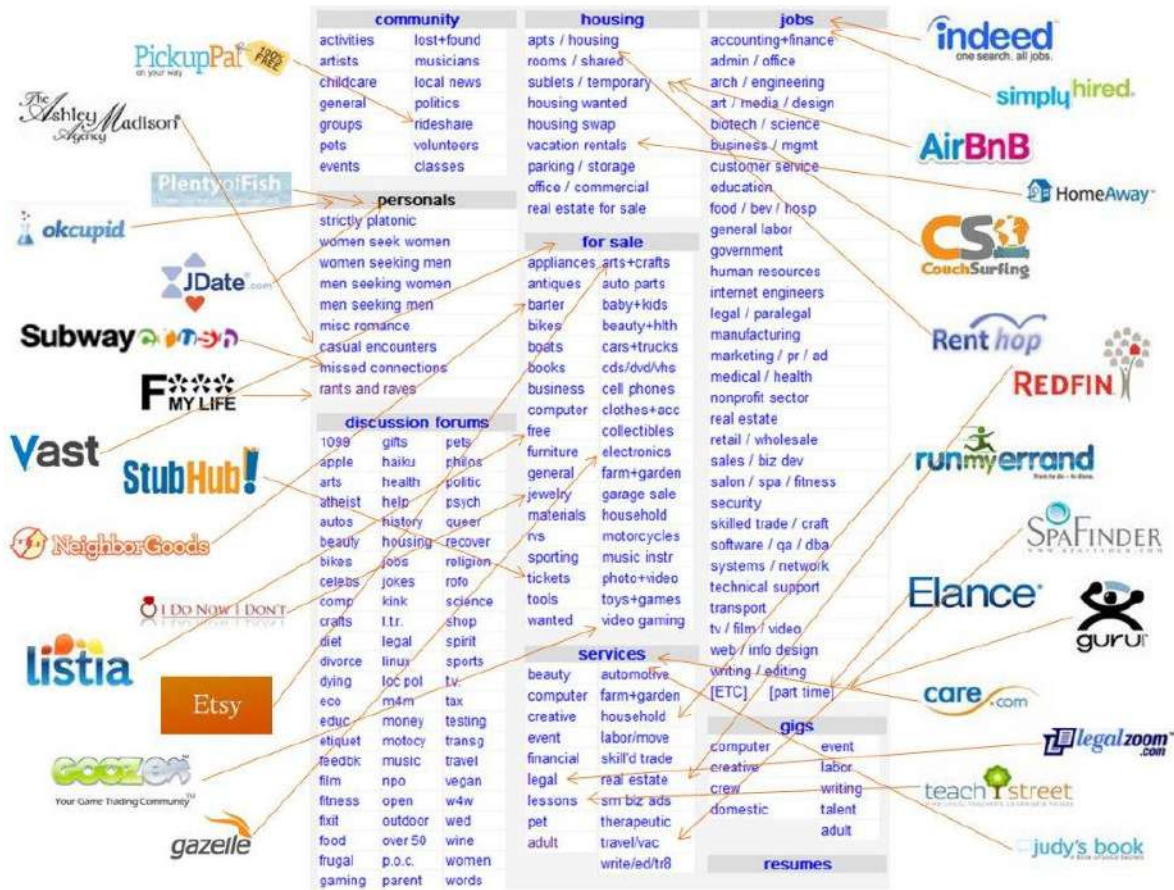 PickupPal
on your way
100% FREE
The Ashley Madison®
Agency
PlentyofFish
okcupid
JDate.com
Subway
F***
MY LIFE
Vast
StubHub!
NeighborGoods
I DO NOW I DON'T
listia
Etsy
goozex™
Your Game Trading Community™
gazelle
community
activities lost+found
artists musicians
childcare local news
general politics
groups rideshare
pets volunteers
events classes
personals
strictly platonic
women seek women
women seeking men
men seeking women
men seeking men
misc romance
casual encounters
missed connections
rants and raves
discussion forums
1099 gifts pets
apple haiku philos
arts health politic
atheist help psych
autos history queer
beauty housing recover
bikes jobs religion
celebs jokes rofo
comp kink science
crafts l.t.r. shop
diet legal spirit
divorce linux sports
dying loc pol t.v.
eco m4m tax
educ money testing
etiquet motocy transg
feedbk music travel
film npo vegan
fitness open w4w
fixit outdoor wed
food over 50 wine
frugal p.o.c. women
gaming parent words
housing
apts / housing
rooms / shared
sublets / temporary
housing wanted
housing swap
vacation rentals
parking / storage
office / commercial
real estate for sale
for sale
appliances arts+crafts
antiques auto parts
barter baby+kids
bikes beauty+hlth
boats cars+trucks
books cds/dvd/vhs
business cell phones
computer clothes+acc
free collectibles
furniture electronics
general farm+garden
jewelry garage sale
materials household
rvs motorcycles
sporting music instr
tickets photo+video
tools toys+games
wanted video gaming
services
beauty automotive
computer farm+garden
creative household
event labor/move
financial skill'd trade
legal real estate
lessons sm biz ads
pet therapeutic
adult travel/vac
write/ed/tr8
jobs
accounting+finance
admin / office
arch / engineering
art / media / design
biotech / science
business / mgmt
customer service
education
food / bev / hosp
general labor
government
human resources
internet engineers
legal / paralegal
manufacturing
marketing / pr / ad
medical / health
nonprofit sector
real estate
retail / wholesale
sales / biz dev
salon / spa / fitness
security
skilled trade / craft
software / qa / dba
systems / network
technical support
transport
tv / film / video
web / info design
writing / editing
[ETC] [part time]
gigs
computer event
creative labor
crew writing
domestic talent
adult
resumes
indeed
one search. all jobs.
simplyhired®
AirBnB
HomeAway™
CS
CouchSurfing
Rent hop
REDFIN
runmyerrand
SPAFINDER
WWW.SPAFINDER.COM
Elance®
guru
care.com
legalzoom
.com
teach street
judy's book